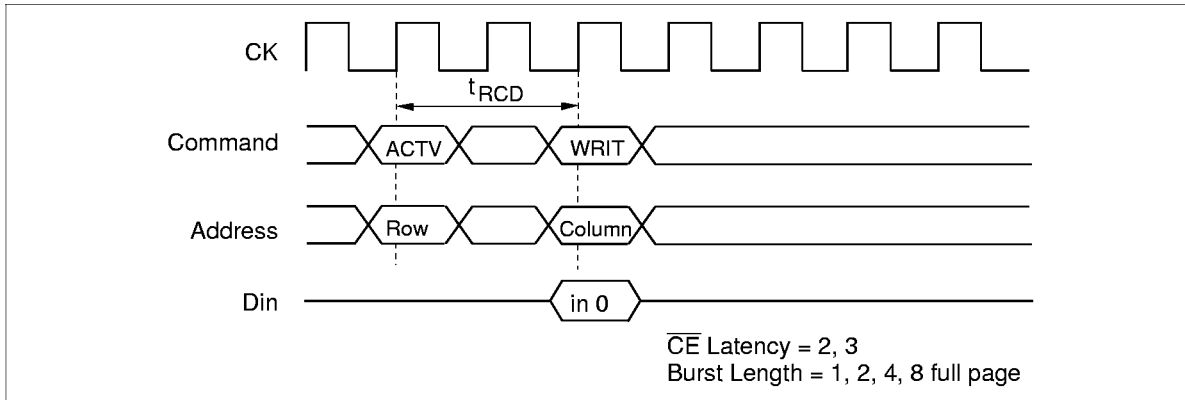 CK
tRCD
Command
ACTV
WRIT
Address
Row
Column
Din
in 0
CE Latency = 2, 3
Burst Length = 1, 2, 4, 8 full page